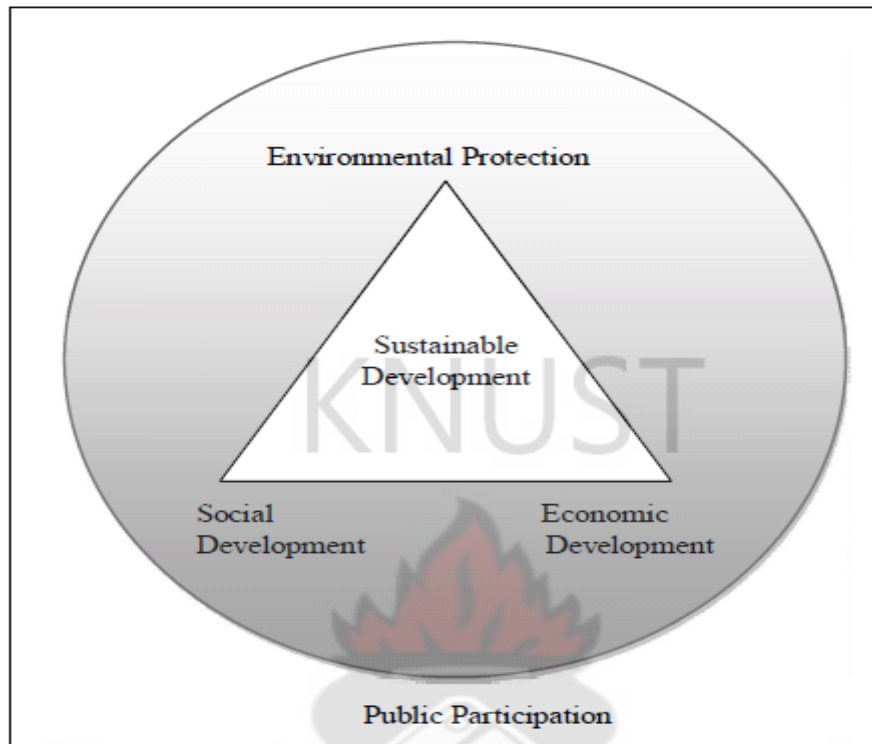 Environmental Protection
Sustainable
Development
KNUST
Social
Development
Economic
Development
Public Participation